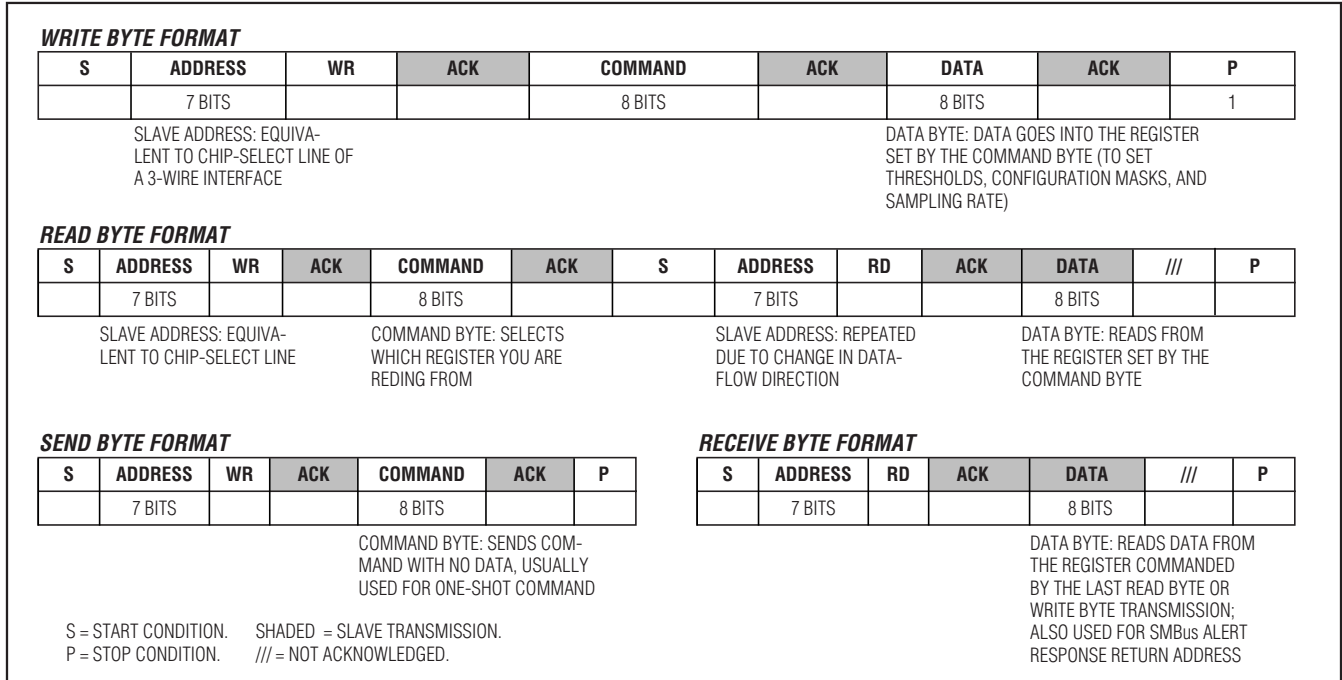 WRITE BYTE FORMAT
S ADDRESS WR ACK COMMAND ACK DATA ACK P
7 BITS 8 BITS 8 BITS 1
SLAVE ADDRESS: EQUIVA-
LENT TO CHIP-SELECT LINE OF
A 3-WIRE INTERFACE
DATA BYTE: DATA GOES INTO THE REGISTER
SET BY THE COMMAND BYTE (TO SET
THRESHOLDS, CONFIGURATION MASKS, AND
SAMPLING RATE)
READ BYTE FORMAT
S ADDRESS WR ACK COMMAND ACK S ADDRESS RD ACK DATA /// P
7 BITS 8 BITS 7 BITS 8 BITS
SLAVE ADDRESS: EQUIVA-
LENT TO CHIP-SELECT LINE
COMMAND BYTE: SELECTS
WHICH REGISTER YOU ARE
REDING FROM
SLAVE ADDRESS: REPEATED
DUE TO CHANGE IN DATA-
FLOW DIRECTION
DATA BYTE: READS FROM
THE REGISTER SET BY THE
COMMAND BYTE
SEND BYTE FORMAT
S ADDRESS WR ACK COMMAND ACK P
7 BITS 8 BITS
COMMAND BYTE: SENDS COM-
MAND WITH NO DATA, USUALLY
USED FOR ONE-SHOT COMMAND
RECEIVE BYTE FORMAT
S ADDRESS RD ACK DATA /// P
7 BITS 8 BITS
DATA BYTE: READS DATA FROM
THE REGISTER COMMANDED
BY THE LAST READ BYTE OR
WRITE BYTE TRANSMISSION;
ALSO USED FOR SMBus ALERT
RESPONSE RETURN ADDRESS
S = START CONDITION. SHADED = SLAVE TRANSMISSION.
P = STOP CONDITION. /// = NOT ACKNOWLEDGED.